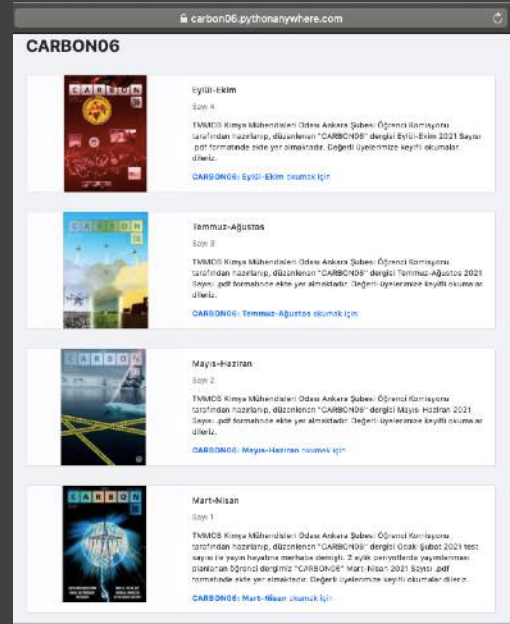 carbon06.pythonanywhere.com
CARBON06
CARBON
06
Eylül-Ekim
Sayı 4
TMMOB Kimya Mühendisleri Odası Ankara Şubesi Öğrenci Komisyonu
tarafından hazırlanıp, düzenlenen "CARBON06" dergisi Eylül-Ekim 2021 Sayısı
.pdf formatında ekte yer almaktadır. Değerli üyelerimize keyifli okumalar
dileriz.
CARBON06: Eylül-Ekim okumak için
CARBON
06
Temmuz-Ağustos
Sayı 3
TMMOB Kimya Mühendisleri Odası Ankara Şubesi Öğrenci Komisyonu
tarafından hazırlanıp, düzenlenen "CARBON06" dergisi Temmuz-Ağustos 2021
Sayısı .pdf formatında ekte yer almaktadır. Değerli üyelerimize keyifli okumalar
dileriz.
CARBON06: Temmuz-Ağustos okumak için
CARBON
Mayıs-Haziran
Sayı 2
TMMOB Kimya Mühendisleri Odası Ankara Şubesi Öğrenci Komisyonu
tarafından hazırlanıp, düzenlenen "CARBON06" dergisi Mayıs-Haziran 2021
Sayısı .pdf formatında ekte yer almaktadır. Değerli üyelerimize keyifli okumalar
dileriz.
CARBON06: Mayıs-Haziran okumak için
CARBON
Mart-Nisan
Sayı 1
TMMOB Kimya Mühendisleri Odası Ankara Şubesi Öğrenci Komisyonu
tarafından hazırlanıp, düzenlenen "CARBON06" dergisi Ocak-Şubat 2021 test
sayısı ile yayın hayatına merhaba demişti. 2 aylık periyotlarda yayımlanması
planlanan öğrenci dergimiz "CARBON06" Mart-Nisan 2021 Sayısı .pdf
formatında ekte yer almaktadır. Değerli üyelerimize keyifli okumalar dileriz.
CARBON06: Mart-Nisan okumak için